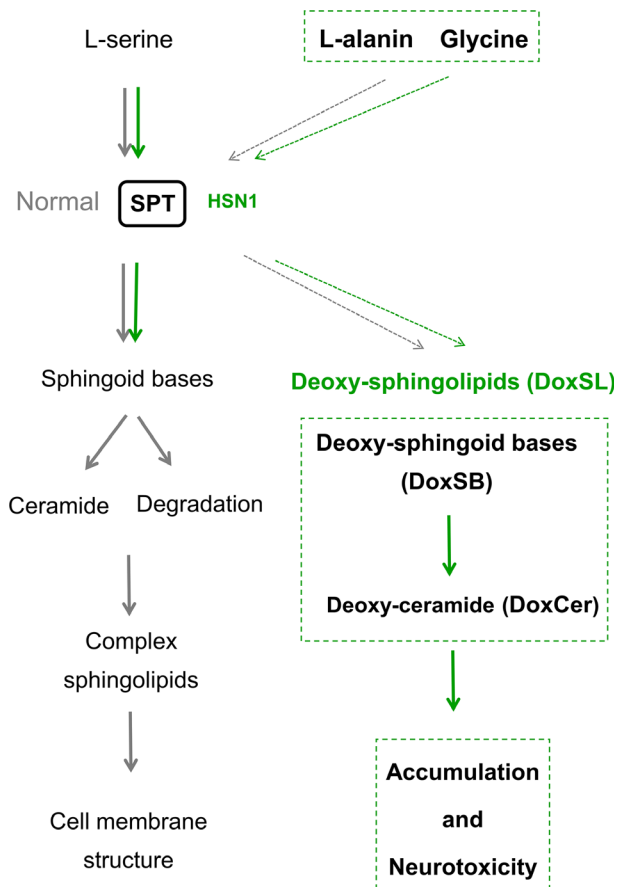 L-serine
L-alanin Glycine
Normal SPT HSN1
Sphingoid bases
Deoxy-sphingolipids (DoxSL)
Deoxy-sphingoid bases
(DoxSB)
Ceramide Degradation
Deoxy-ceramide (DoxCer)
Complex
sphingolipids
Accumulation
and
Neurotoxicity
Cell membrane
structure